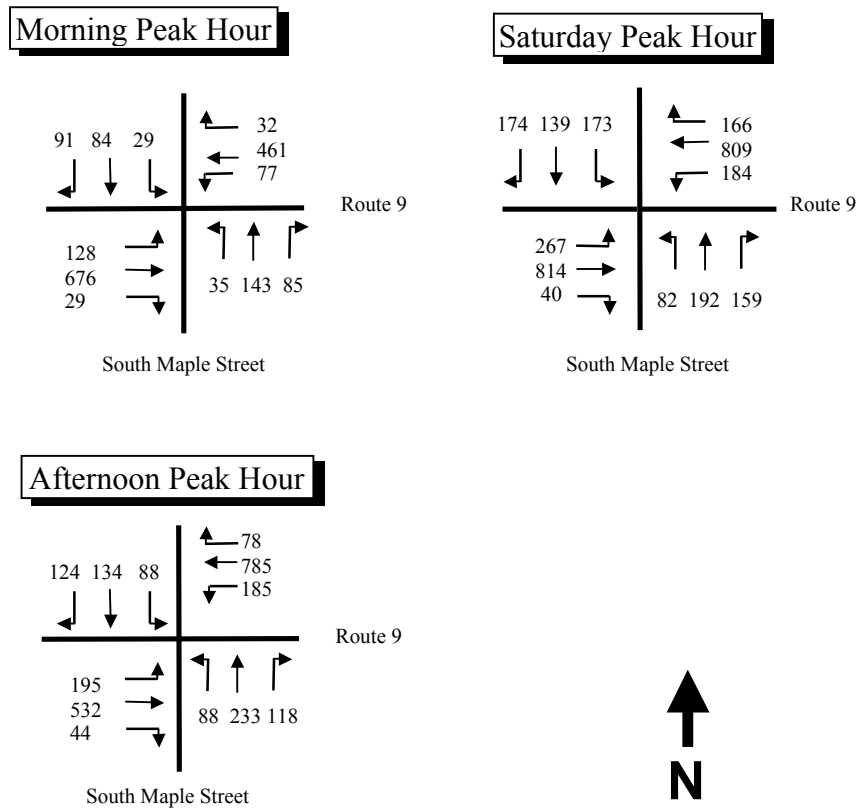 Morning Peak Hour
91 84 29
32
461
77
Route 9
128
676
29
35 143 85
South Maple Street
Saturday Peak Hour
174 139 173
166
809
184
Route 9
267
814
40
82 192 159
South Maple Street
Afternoon Peak Hour
124 134 88
78
785
185
Route 9
195
532
44
88 233 118
South Maple Street
N